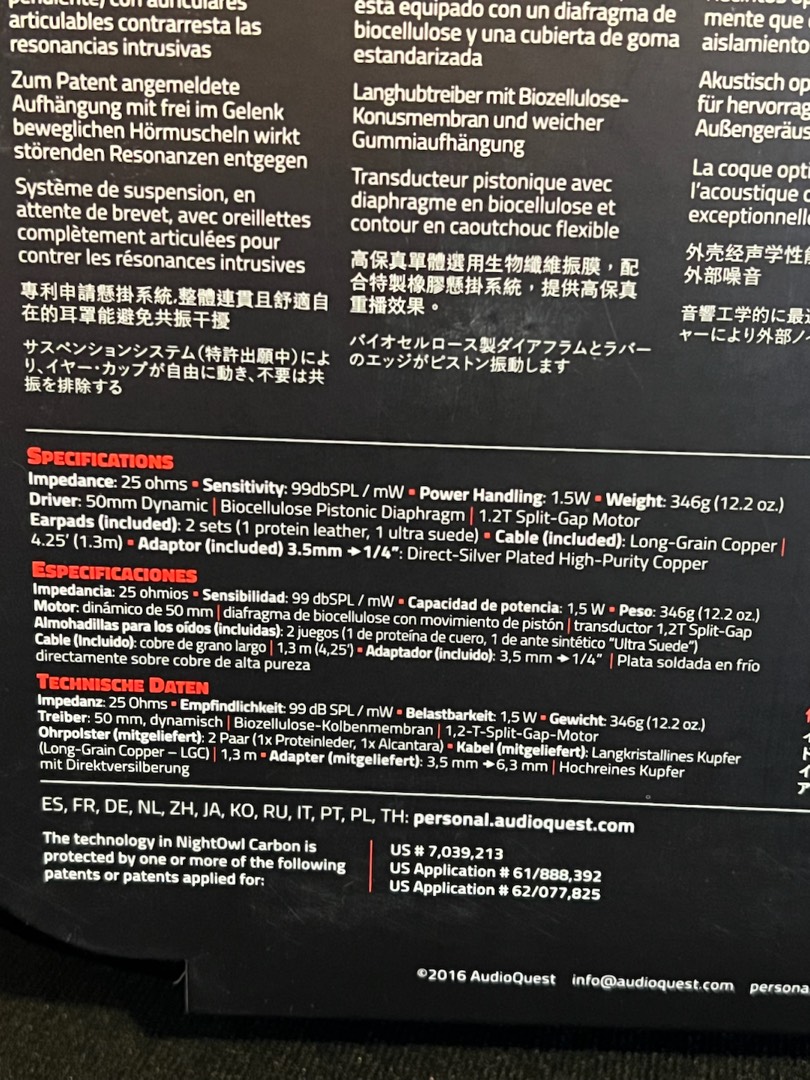 articulables contrarresta las
resonancias intrusivas
Zum Patent angemeldete
Aufhängung mit frei im Gelenk
beweglichen Hörmuscheln wirkt
störenden Resonanzen entgegen
Système de suspension, en
attente de brevet, avec oreillettes
complètement articulées pour
contrer les résonances intrusives
專利申請懸掛系統,整體連貫且舒適自
在的耳罩能避免共振干擾
サスペンションシステム(特許出願中)によ
り、イヤー・カップが自由に動き、不要は共
振を排除する
está equipado con un diafragma de
biocellulose y una cubierta de goma
estandarizada
Langhubtreiber mit Biozellulose-
Konusmembran und weicher
Gummiaufhängung
Transducteur pistonique avec
diaphragme en biocellulose et
contour en caoutchouc flexible
高保真單體選用生物纖維振膜，配
合特製橡膠懸掛系統，提供高保真
重播效果。
バイオセルロース製ダイアフラムとラバー
のエッジがピストン振動します
mente que
aislamiento
Akustisch op
für hervorrag
Außengeräus
La coque opti
l'acoustique
exceptionnell
外壳经声学性能
外部噪音
音響工学的に最
ャーにより外部ノイ
SPECIFICATIONS
Impedance: 25 ohms ▪ Sensitivity: 99dbSPL / mW ▪ Power Handling: 1.5W ▪ Weight: 346g (12.2 oz.)
Driver: 50mm Dynamic | Biocellulose Pistonic Diaphragm | 1.2T Split-Gap Motor
Earpads (included): 2 sets (1 protein leather, 1 ultra suede) ▪ Cable (included): Long-Grain Copper |
4.25' (1.3m) ▪ Adaptor (included) 3.5mm ➔ 1/4": Direct-Silver Plated High-Purity Copper
ESPECIFICACIONES
Impedancia: 25 ohmios ▪ Sensibilidad: 99 dbSPL / mW ▪ Capacidad de potencia: 1,5 W ▪ Peso: 346g (12.2 oz.)
Motor: dinámico de 50 mm | diafragma de biocellulose con movimiento de pistón | transductor 1,2T Split-Gap
Almohadillas para los oídos (incluidas): 2 juegos (1 de proteína de cuero, 1 de ante sintético "Ultra Suede")
Cable (Incluido): cobre de grano largo | 1,3 m (4,25') ▪ Adaptador (incluido): 3,5 mm ➔ 1/4" | Plata soldada en frío
directamente sobre cobre de alta pureza
TECHNISCHE DATEN
Impedanz: 25 Ohms ▪ Empfindlichkeit: 99 dB SPL / mW ▪ Belastbarkeit: 1,5 W ▪ Gewicht: 346g (12.2 oz.)
Treiber: 50 mm, dynamisch | Biozellulose-Kolbenmembran | 1,2-T-Split-Gap-Motor
Ohrpolster (mitgeliefert): 2 Paar (1x Proteinleder, 1x Alcantara) ▪ Kabel (mitgeliefert): Langkristallines Kupfer
(Long-Grain Copper – LGC) | 1,3 m ▪ Adapter (mitgeliefert): 3,5 mm ➔ 6,3 mm | Hochreines Kupfer
mit Direktversilberung
ES, FR, DE, NL, ZH, JA, KO, RU, IT, PT, PL, TH: personal.audioquest.com
The technology in NightOwl Carbon is
protected by one or more of the following
patents or patents applied for:
US # 7,039,213
US Application # 61/888,392
US Application # 62/077,825
©2016 AudioQuest info@audioquest.com persona